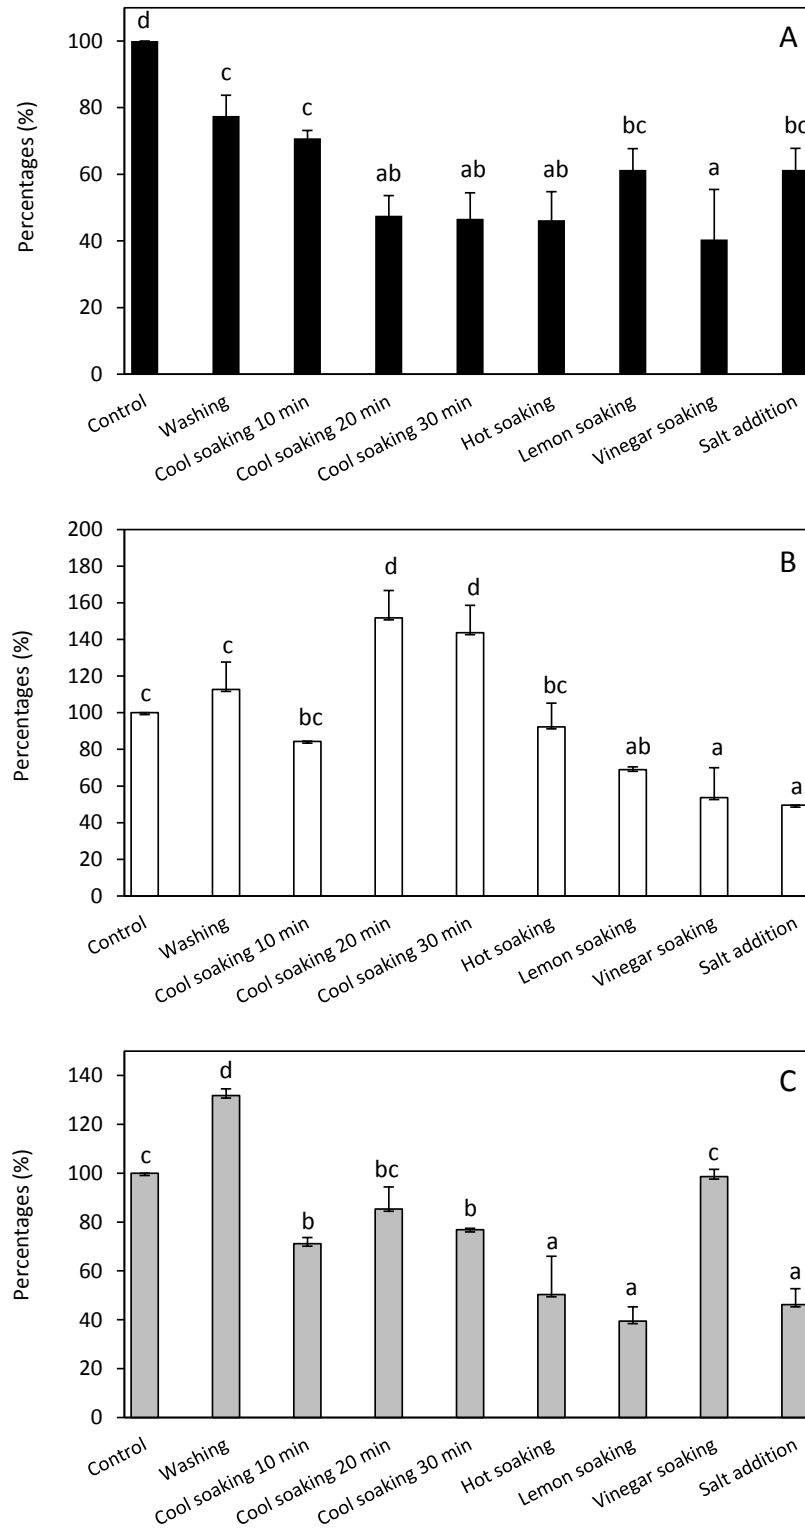 A
d
c
c
ab
ab
ab
bc
a
bc
Percentages (%)
100
80
60
40
20
0
Control
Washing
Cool soaking 10 min
Cool soaking 20 min
Cool soaking 30 min
Hot soaking
Lemon soaking
Vinegar soaking
Salt addition
B
c
c
bc
d
d
bc
ab
a
a
Percentages (%)
200
180
160
140
120
100
80
60
40
20
0
Control
Washing
Cool soaking 10 min
Cool soaking 20 min
Cool soaking 30 min
Hot soaking
Lemon soaking
Vinegar soaking
Salt addition
C
c
d
b
bc
b
a
a
c
a
Percentages (%)
140
120
100
80
60
40
20
0
Control
Washing
Cool soaking 10 min
Cool soaking 20 min
Cool soaking 30 min
Hot soaking
Lemon soaking
Vinegar soaking
Salt addition